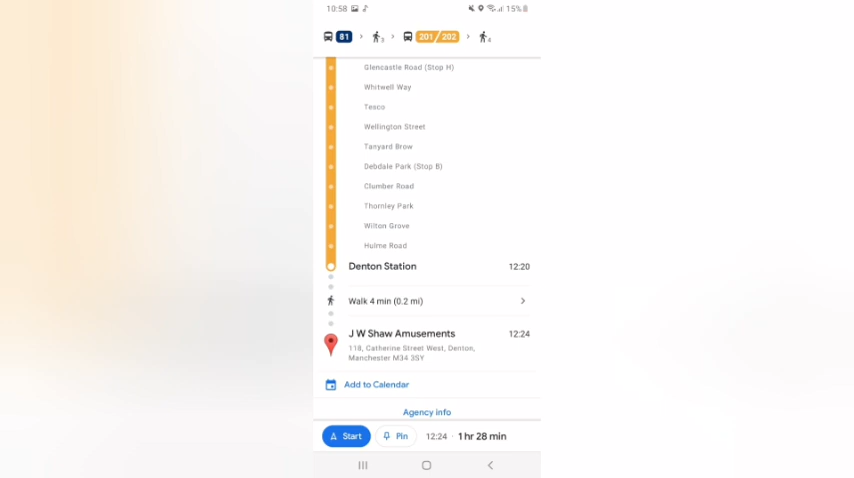 10:58 15%
81 3 201/202 4
Glencastle Road (Stop H)
Whitwell Way
Tesco
Wellington Street
Tanyard Brow
Debdale Park (Stop B)
Clumber Road
Thornley Park
Wilton Grove
Hulme Road
Denton Station 12:20
Walk 4 min (0.2 mi)
J W Shaw Amusements 12:24
118, Catherine Street West, Denton,
Manchester M34 3SY
Add to Calendar
Agency info
Start Pin 12:24 · 1 hr 28 min